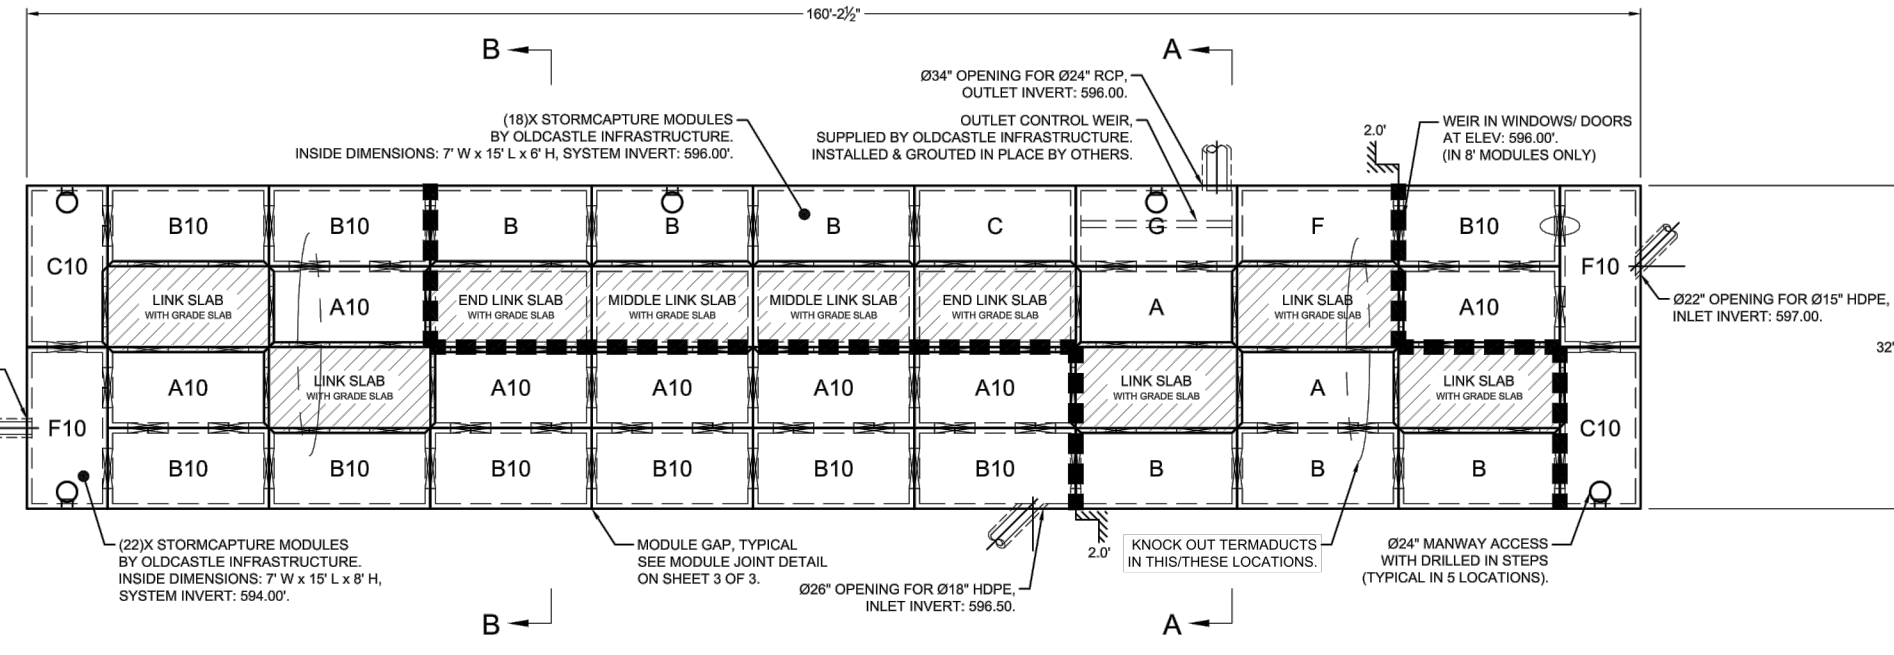 160'-2½"
B
A
Ø34" OPENING FOR Ø24" RCP,
OUTLET INVERT: 596.00.
(18)X STORMCAPTURE MODULES
BY OLDCASTLE INFRASTRUCTURE.
INSIDE DIMENSIONS: 7' W x 15' L x 6' H, SYSTEM INVERT: 596.00'.
OUTLET CONTROL WEIR,
SUPPLIED BY OLDCASTLE INFRASTRUCTURE.
INSTALLED & GROUTED IN PLACE BY OTHERS.
2.0'
WEIR IN WINDOWS/ DOORS
AT ELEV: 596.00'.
(IN 8' MODULES ONLY)
C10
B10
B10
B
B
B
C
G
F
B10
F10
LINK SLAB
WITH GRADE SLAB
A10
END LINK SLAB
WITH GRADE SLAB
MIDDLE LINK SLAB
WITH GRADE SLAB
MIDDLE LINK SLAB
WITH GRADE SLAB
END LINK SLAB
WITH GRADE SLAB
A
LINK SLAB
WITH GRADE SLAB
A10
Ø22" OPENING FOR Ø15" HDPE,
INLET INVERT: 597.00.
32'
F10
A10
LINK SLAB
WITH GRADE SLAB
A10
A10
A10
A10
LINK SLAB
WITH GRADE SLAB
A
LINK SLAB
WITH GRADE SLAB
C10
B10
B10
B10
B10
B10
B10
B
B
B
(22)X STORMCAPTURE MODULES
BY OLDCASTLE INFRASTRUCTURE.
INSIDE DIMENSIONS: 7' W x 15' L x 8' H,
SYSTEM INVERT: 594.00'.
MODULE GAP, TYPICAL
SEE MODULE JOINT DETAIL
ON SHEET 3 OF 3.
Ø26" OPENING FOR Ø18" HDPE,
INLET INVERT: 596.50.
2.0'
KNOCK OUT TERMADUCTS
IN THIS/THESE LOCATIONS.
Ø24" MANWAY ACCESS
WITH DRILLED IN STEPS
(TYPICAL IN 5 LOCATIONS).
B
A